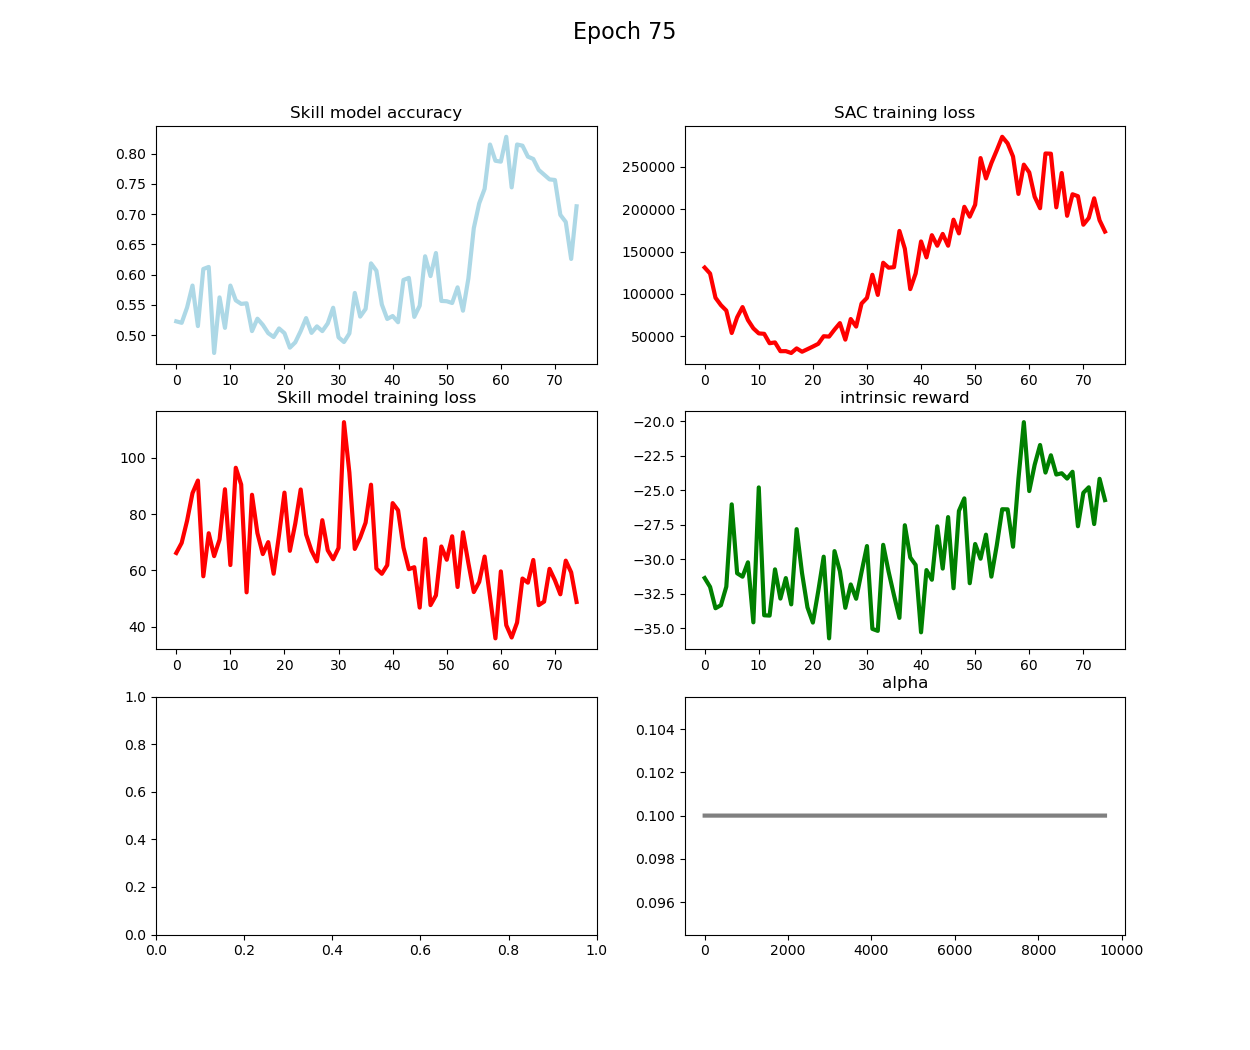 Epoch 75
Skill model accuracy
0.80
0.75
0.70
0.65
0.60
0.55
0.50
0 10 20 30 40 50 60 70
SAC training loss
250000
200000
150000
100000
50000
0 10 20 30 40 50 60 70
Skill model training loss
100
80
60
40
0 10 20 30 40 50 60 70
intrinsic reward
−20.0
−22.5
−25.0
−27.5
−30.0
−32.5
−35.0
0 10 20 30 40 50 60 70
1.0
0.8
0.6
0.4
0.2
0.0
0.0 0.2 0.4 0.6 0.8 1.0
alpha
0.104
0.102
0.100
0.098
0.096
0 2000 4000 6000 8000 10000